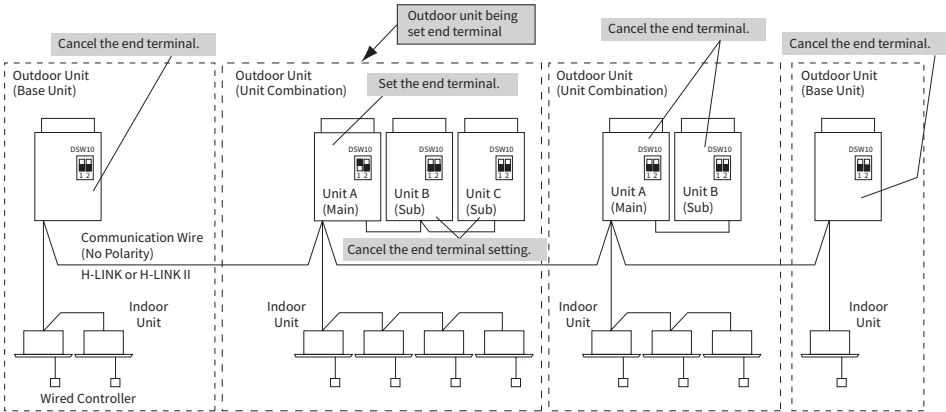 Outdoor unit being
set end terminal
Cancel the end terminal.
Cancel the end terminal.
Cancel the end terminal.
Outdoor Unit
(Base Unit)
DSW10
1 2
Outdoor Unit
(Unit Combination)
Set the end terminal.
DSW10
1 2
Unit A
(Main)
DSW10
1 2
Unit B
(Sub)
DSW10
1 2
Unit C
(Sub)
Cancel the end terminal setting.
Outdoor Unit
(Unit Combination)
DSW10
1 2
Unit A
(Main)
DSW10
1 2
Unit B
(Sub)
Outdoor Unit
(Base Unit)
DSW10
1 2
Communication Wire
(No Polarity)
H-LINK or H-LINK II
Indoor
Unit
Indoor
Unit
Indoor
Unit
Indoor
Unit
Wired Controller